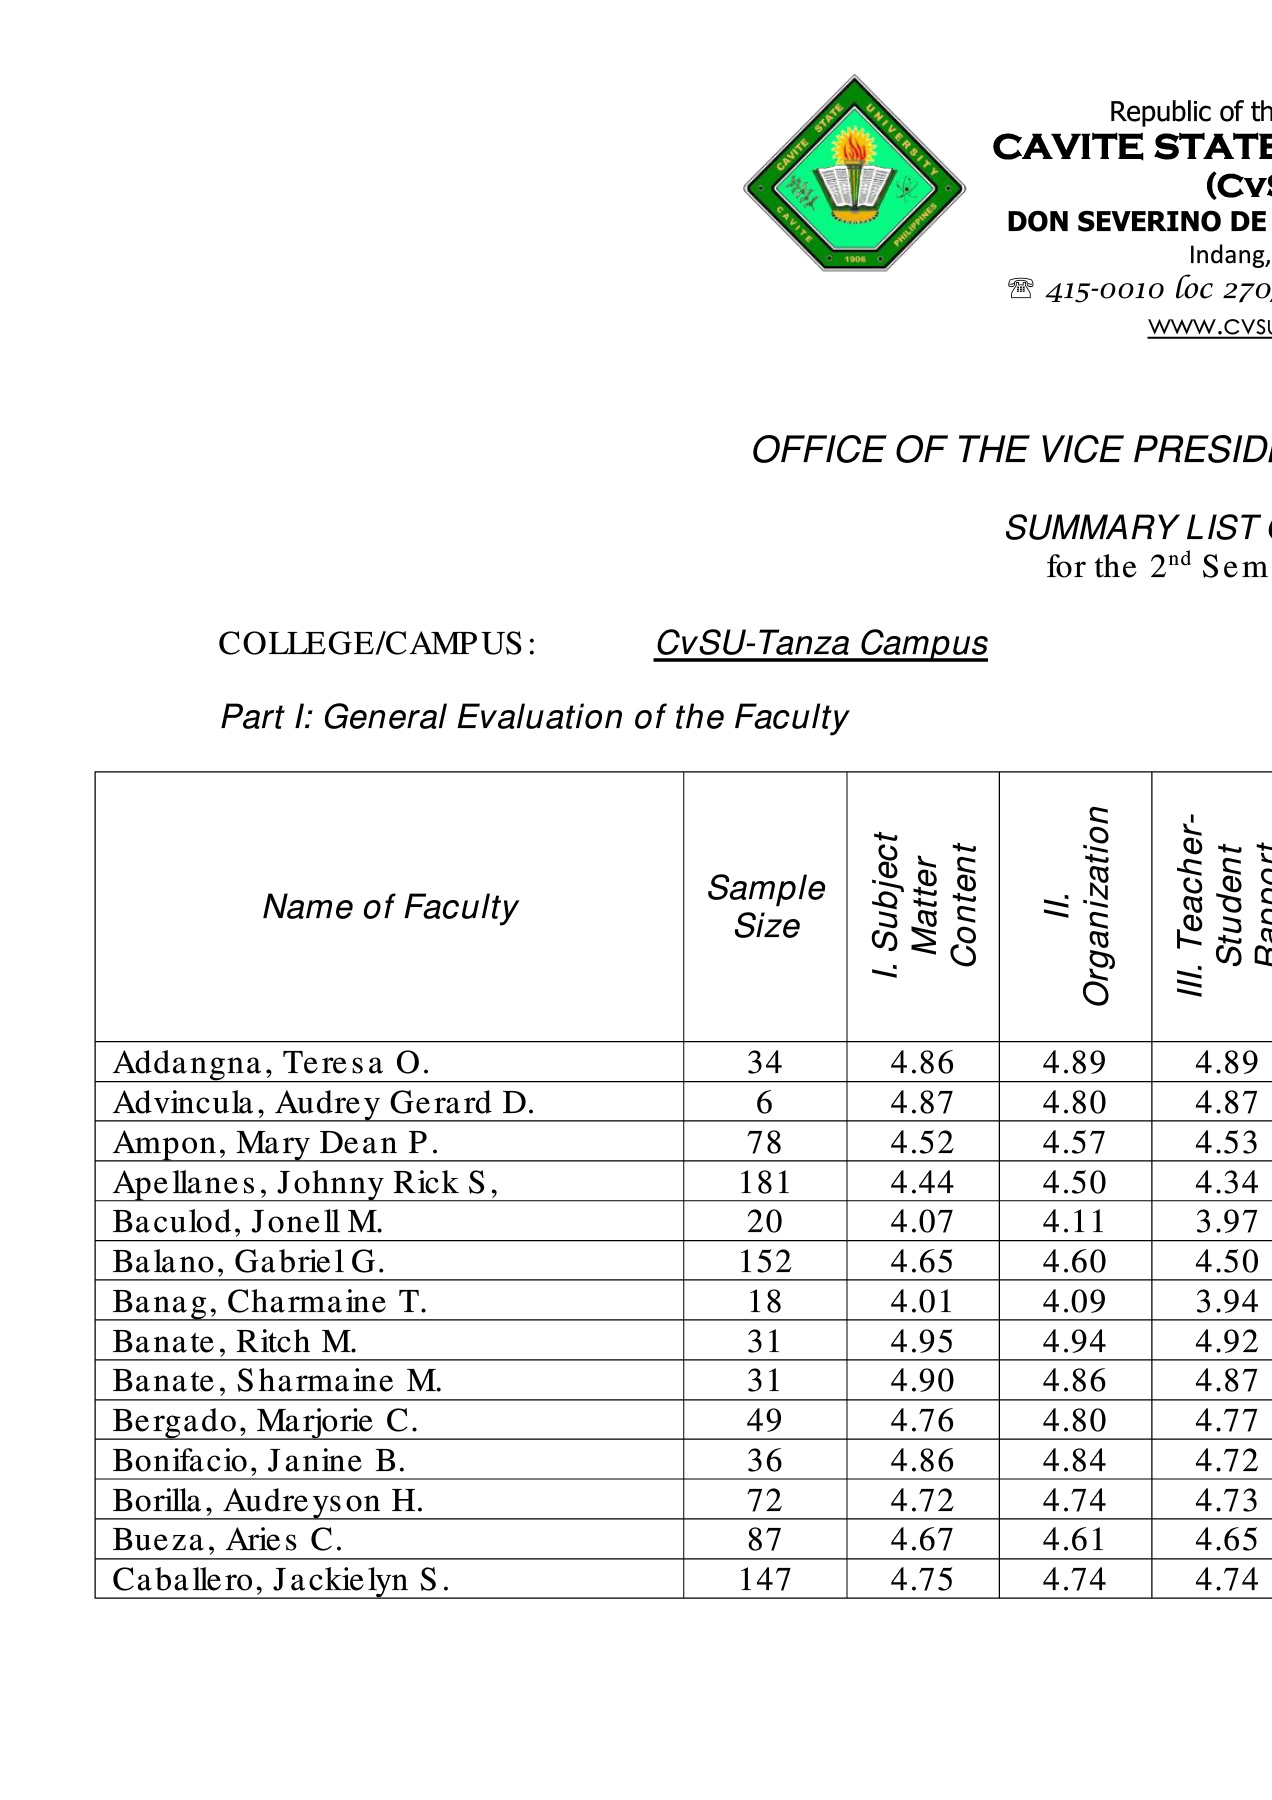 CAVITE STATE UNIVERSITY
CAVITE PHILIPPINES
1906
Republic of th
CAVITE STATE
(CvS
DON SEVERINO DE
Indang,
☏ 415-0010 loc 270,
www.cvsu
OFFICE OF THE VICE PRESID
SUMMARY LIST
for the 2nd Sem
COLLEGE/CAMPUS: CvSU-Tanza Campus
Part I: General Evaluation of the Faculty
Name of Faculty
Sample
Size
I. Subject
Matter
Content
II.
Organization
III. Teacher-
Student
Rapport
Addangna, Teresa O. 34 4.86 4.89 4.89
Advincula, Audrey Gerard D. 6 4.87 4.80 4.87
Ampon, Mary Dean P. 78 4.52 4.57 4.53
Apellanes, Johnny Rick S, 181 4.44 4.50 4.34
Baculod, Jonell M. 20 4.07 4.11 3.97
Balano, Gabriel G. 152 4.65 4.60 4.50
Banag, Charmaine T. 18 4.01 4.09 3.94
Banate, Ritch M. 31 4.95 4.94 4.92
Banate, Sharmaine M. 31 4.90 4.86 4.87
Bergado, Marjorie C. 49 4.76 4.80 4.77
Bonifacio, Janine B. 36 4.86 4.84 4.72
Borilla, Audreyson H. 72 4.72 4.74 4.73
Bueza, Aries C. 87 4.67 4.61 4.65
Caballero, Jackielyn S. 147 4.75 4.74 4.74